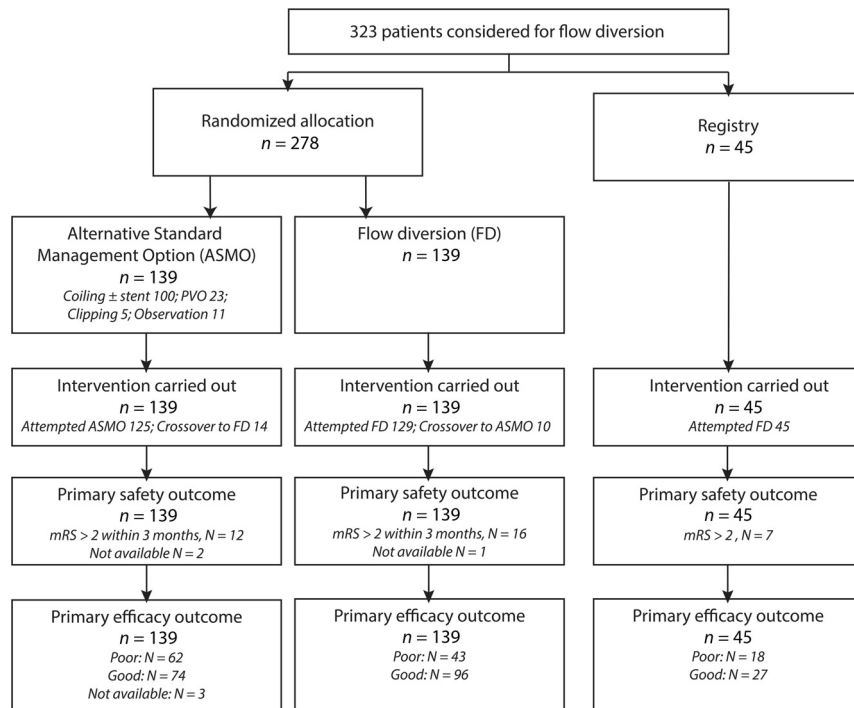 323 patients considered for flow diversion
Randomized allocation
n = 278
Registry
n = 45
Alternative Standard
Management Option (ASMO)
n = 139
Coiling ± stent 100; PVO 23;
Clipping 5; Observation 11
Flow diversion (FD)
n = 139
Intervention carried out
n = 139
Attempted ASMO 125; Crossover to FD 14
Intervention carried out
n = 139
Attempted FD 129; Crossover to ASMO 10
Intervention carried out
n = 45
Attempted FD 45
Primary safety outcome
n = 139
mRS > 2 within 3 months, N = 12
Not available N = 2
Primary safety outcome
n = 139
mRS > 2 within 3 months, N = 16
Not available N = 1
Primary safety outcome
n = 45
mRS > 2 , N = 7
Primary efficacy outcome
n = 139
Poor: N = 62
Good: N = 74
Not available: N = 3
Primary efficacy outcome
n = 139
Poor: N = 43
Good: N = 96
Primary efficacy outcome
n = 45
Poor: N = 18
Good: N = 27